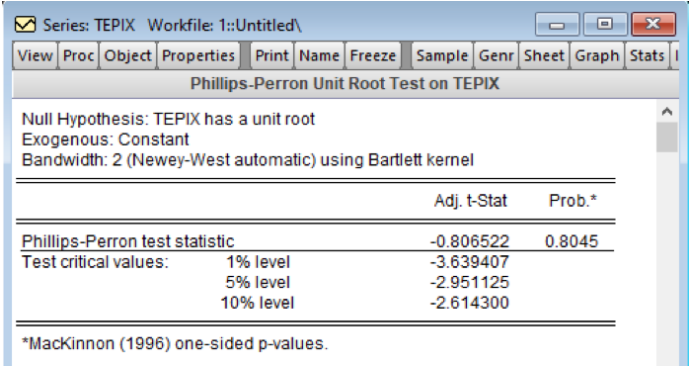 Series: TEPIX Workfile: 1::Untitled\
View Proc Object Properties Print Name Freeze Sample Genr Sheet Graph Stats
Phillips-Perron Unit Root Test on TEPIX
Null Hypothesis: TEPIX has a unit root
Exogenous: Constant
Bandwidth: 2 (Newey-West automatic) using Bartlett kernel
Adj. t-Stat Prob.*
Phillips-Perron test statistic -0.806522 0.8045
Test critical values: 1% level -3.639407
5% level -2.951125
10% level -2.614300
*MacKinnon (1996) one-sided p-values.